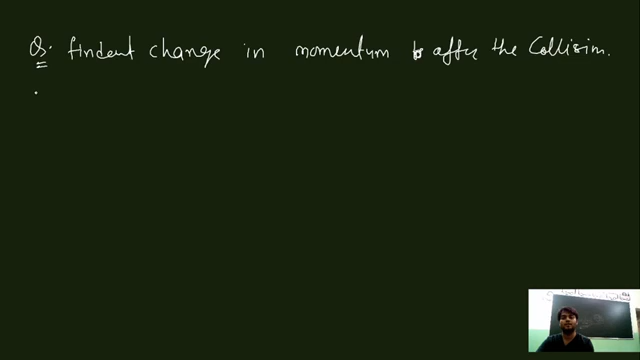 Q. findout change in momentum after the Collision.